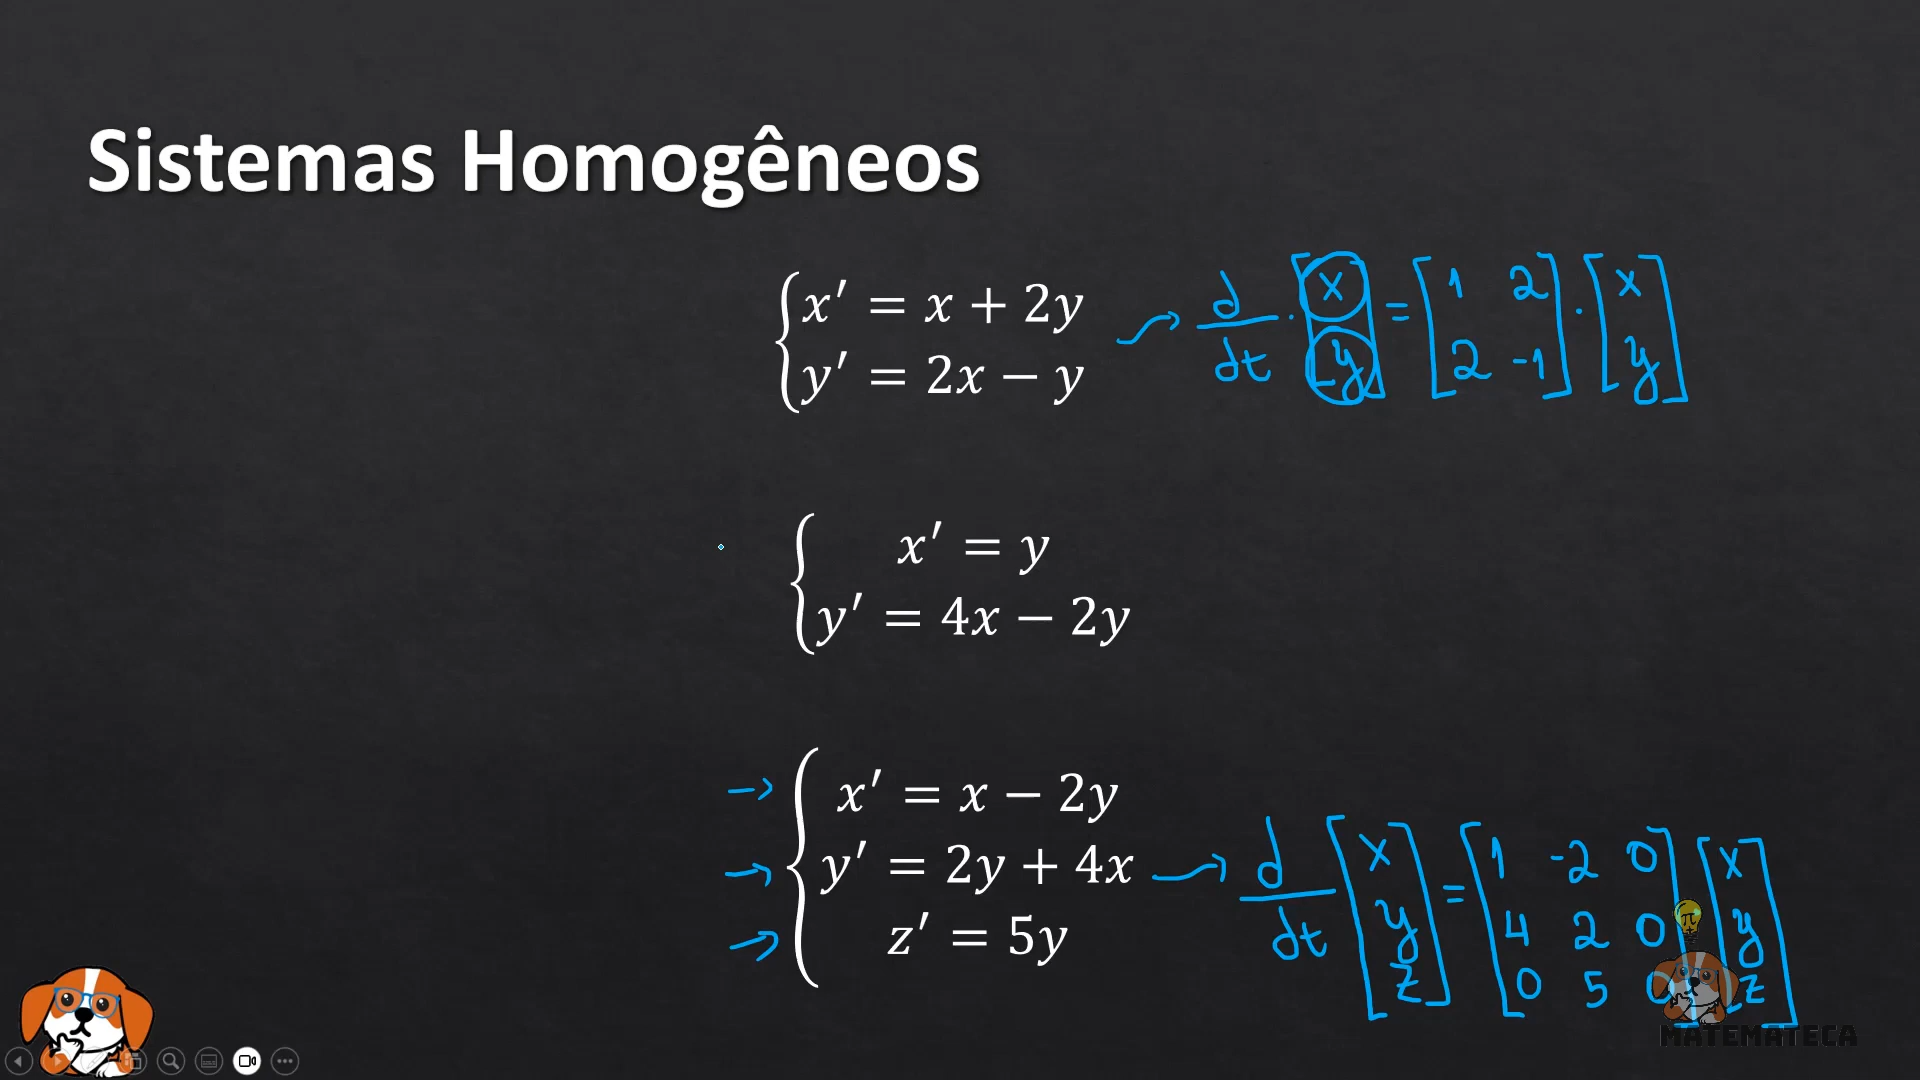 Sistemas Homogêneos
x′ = x + 2y
y′ = 2x − y
d/dt · [x y] = [1 2 2 -1] · [x y]
x′ = y
y′ = 4x − 2y
→ x′ = x − 2y
→ y′ = 2y + 4x
→ z′ = 5y
d/dt [x y z] = [1 -2 0 4 2 0 0 5 0] [x y z]
π
MATEMATECA